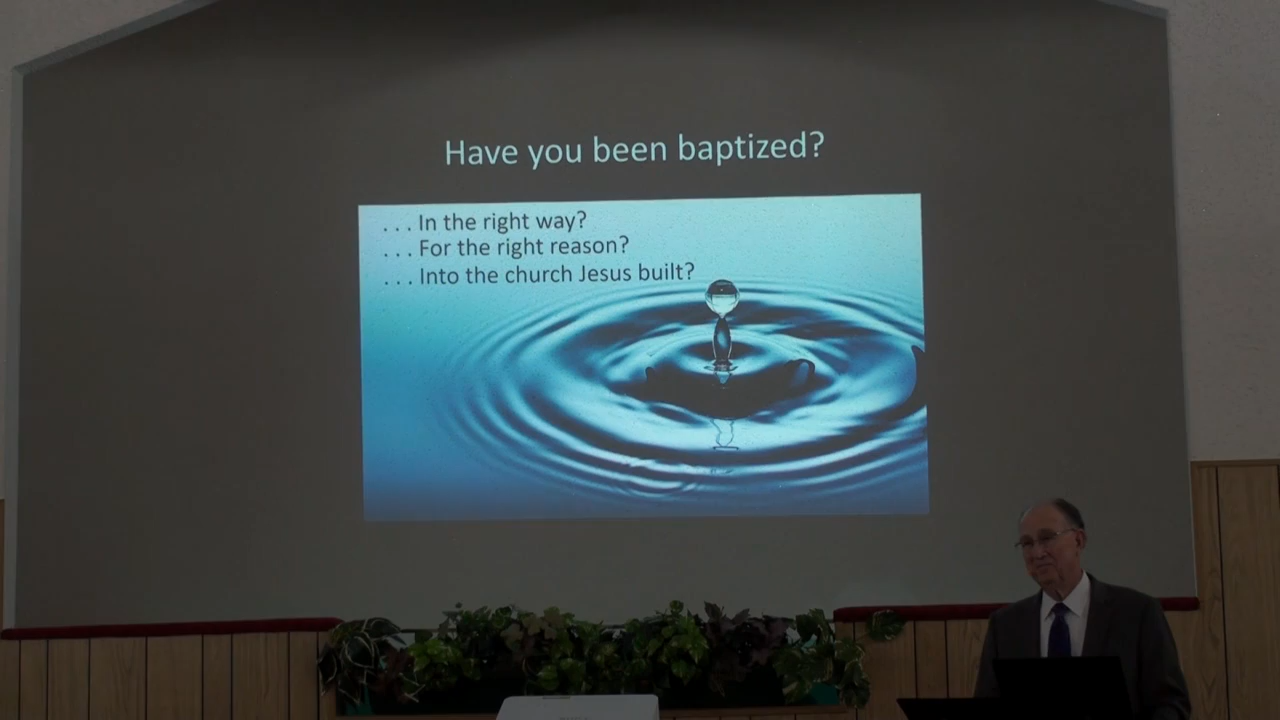 Have you been baptized?
. . . In the right way?
. . . For the right reason?
. . . Into the church Jesus built?